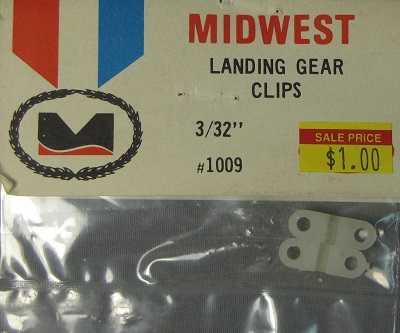 MIDWEST
LANDING GEAR
CLIPS
3/32"
#1009
SALE PRICE
$1.00
M